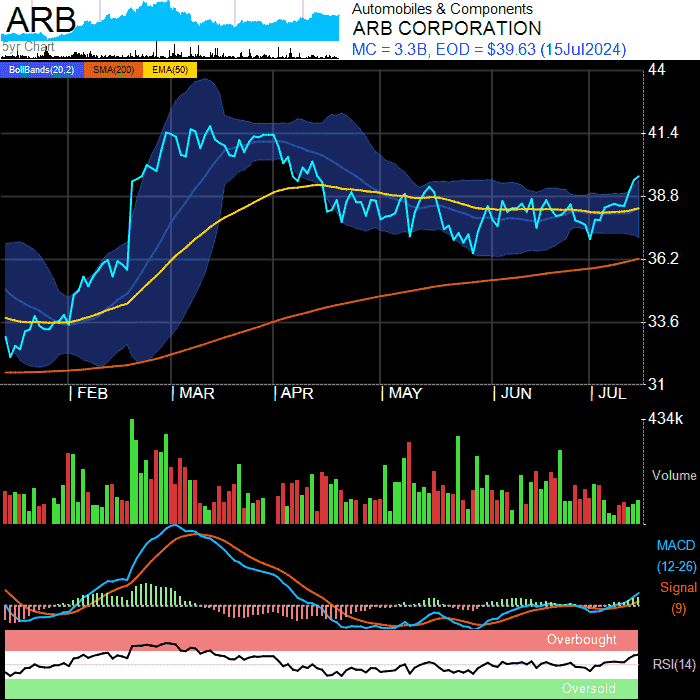 ARB
5yr Chart
Automobiles & Components
ARB CORPORATION
MC = 3.3B, EOD = $39.63 (15Jul2024)
BollBands(20,2) SMA(200) EMA(50)
44
41.4
38.8
36.2
33.6
31
| FEB | MAR | APR | MAY | JUN | JUL
434k
Volume
MACD
(12-26)
Signal
(9)
Overbought
RSI(14)
Oversold